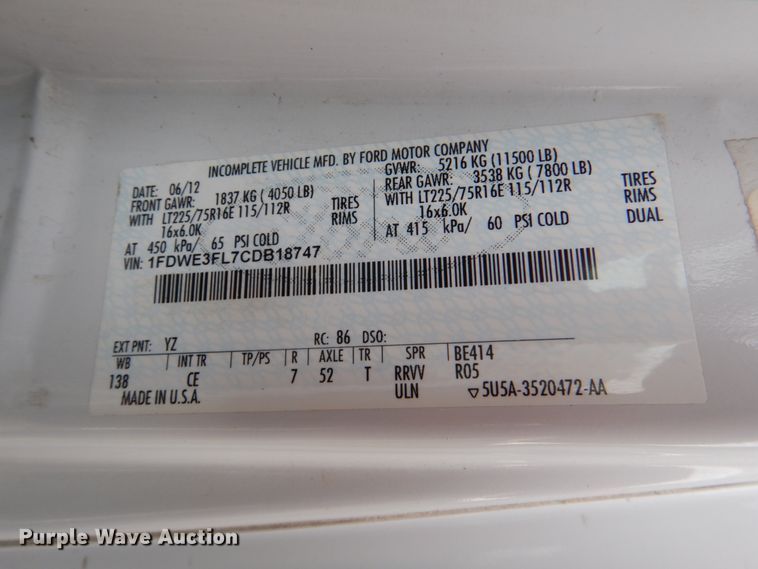 INCOMPLETE VEHICLE MFD. BY FORD MOTOR COMPANY
DATE: 06/12 GVWR: 5216 KG (11500 LB)
FRONT GAWR: 1837 KG ( 4050 LB) REAR GAWR: 3538 KG ( 7800 LB)
WITH LT225/75R16E 115/112R TIRES WITH LT225/75R16E 115/112R TIRES
16x6.0K RIMS 16x6.0K RIMS
AT 450 kPa/ 65 PSI COLD AT 415 kPa/ 60 PSI COLD DUAL
VIN: 1FDWE3FL7CDB18747
EXT PNT: YZ RC: 86 DSO:
WB INT TR TP/PS R AXLE TR SPR BE414
138 CE 7 52 T RRVV R05
MADE IN U.S.A. ULN ▽5U5A-3520472-AA
Purple Wave Auction